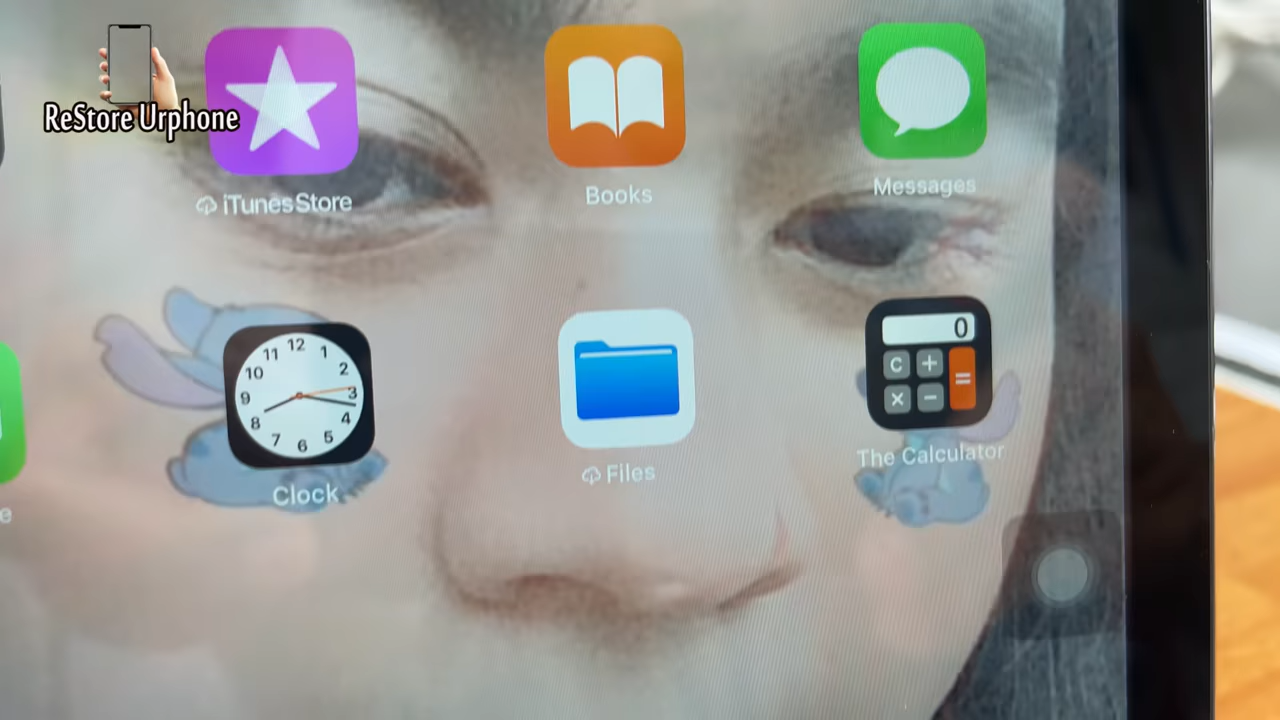 ReStore Urphone
iTunes Store
Books
Messages
12
11
1
10
2
9
3
8
4
7
5
6
0
C
+
=
×
−
Clock
Files
The Calculator
e